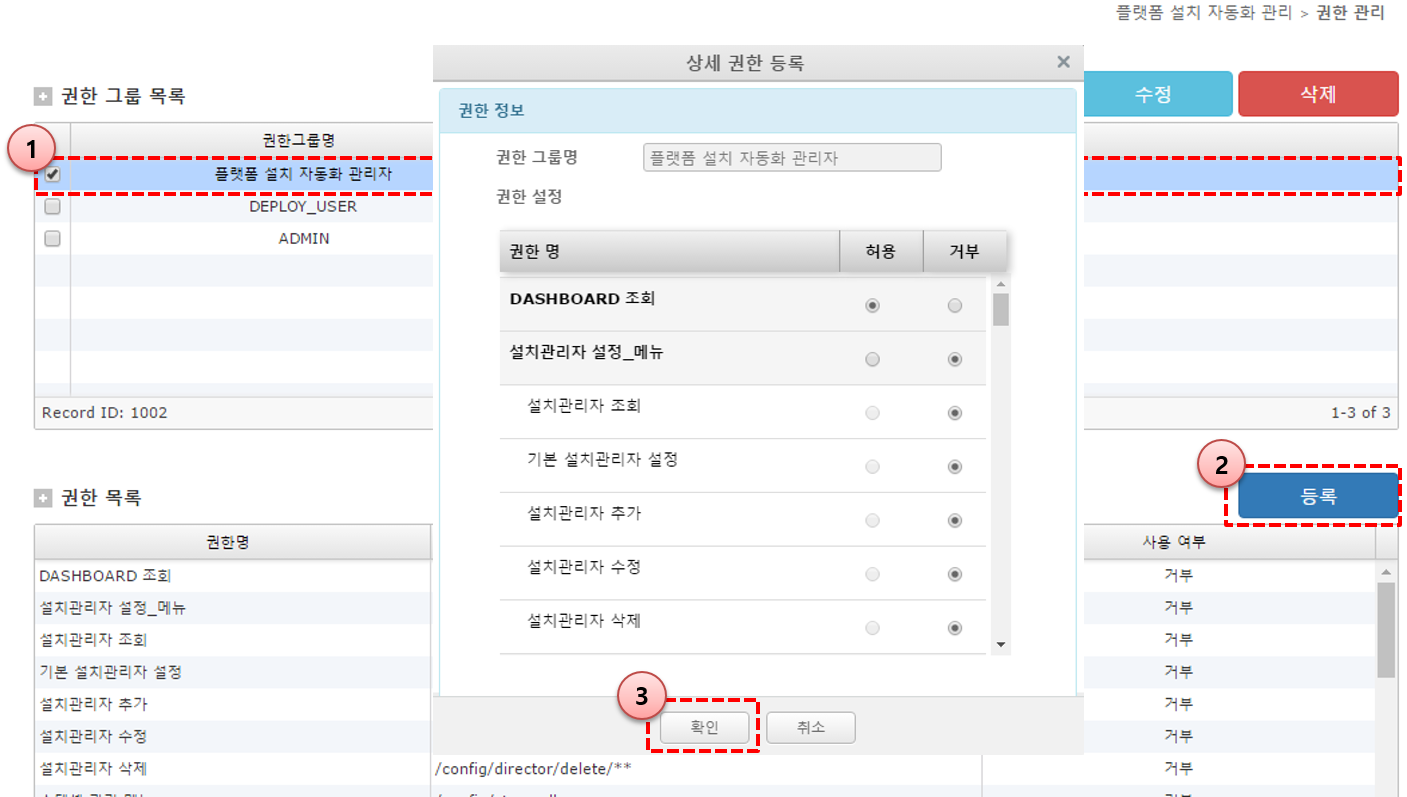 플랫폼 설치 자동화 관리 > 권한 관리
상세 권한 등록
권한 그룹 목록
수정
삭제
1
권한그룹명
플랫폼 설치 자동화 관리자
DEPLOY_USER
ADMIN
Record ID: 1002
1-3 of 3
권한 정보
권한 그룹명
플랫폼 설치 자동화 관리자
권한 설정
권한 명 허용 거부
DASHBOARD 조회
설치관리자 설정_메뉴
설치관리자 조회
기본 설치관리자 설정
설치관리자 추가
설치관리자 수정
설치관리자 삭제
3
확인
취소
권한 목록
2
등록
권한명 사용 여부
DASHBOARD 조회 거부
설치관리자 설정_메뉴 거부
설치관리자 조회 거부
기본 설치관리자 설정 거부
설치관리자 추가 거부
설치관리자 수정 거부
설치관리자 삭제 /config/director/delete/** 거부